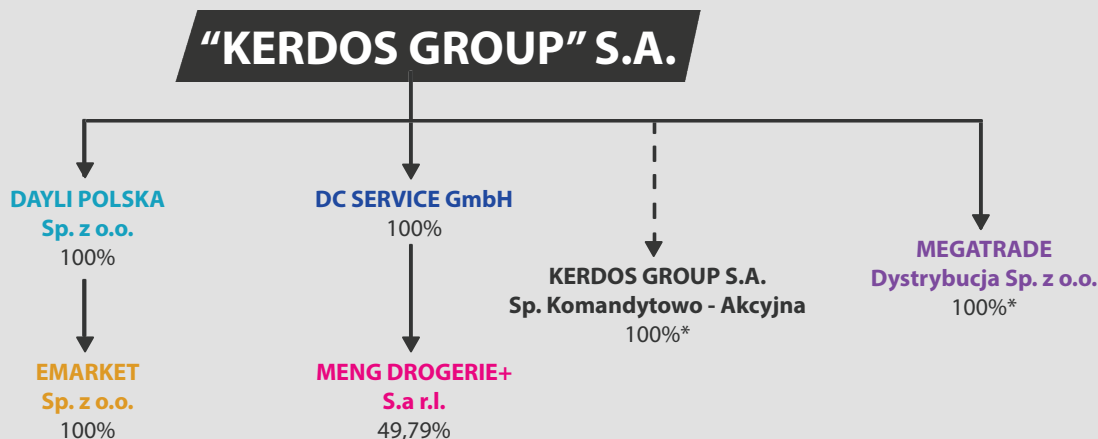 “KERDOS GROUP” S.A.
DAYLI POLSKA
Sp. z o.o.
100%
DC SERVICE GmbH
100%
KERDOS GROUP S.A.
Sp. Komandytowo - Akcyjna
100%*
MEGATRADE
Dystrybucja Sp. z o.o.
100%*
EMARKET
Sp. z o.o.
100%
MENG DROGERIE+
S.a r.l.
49,79%